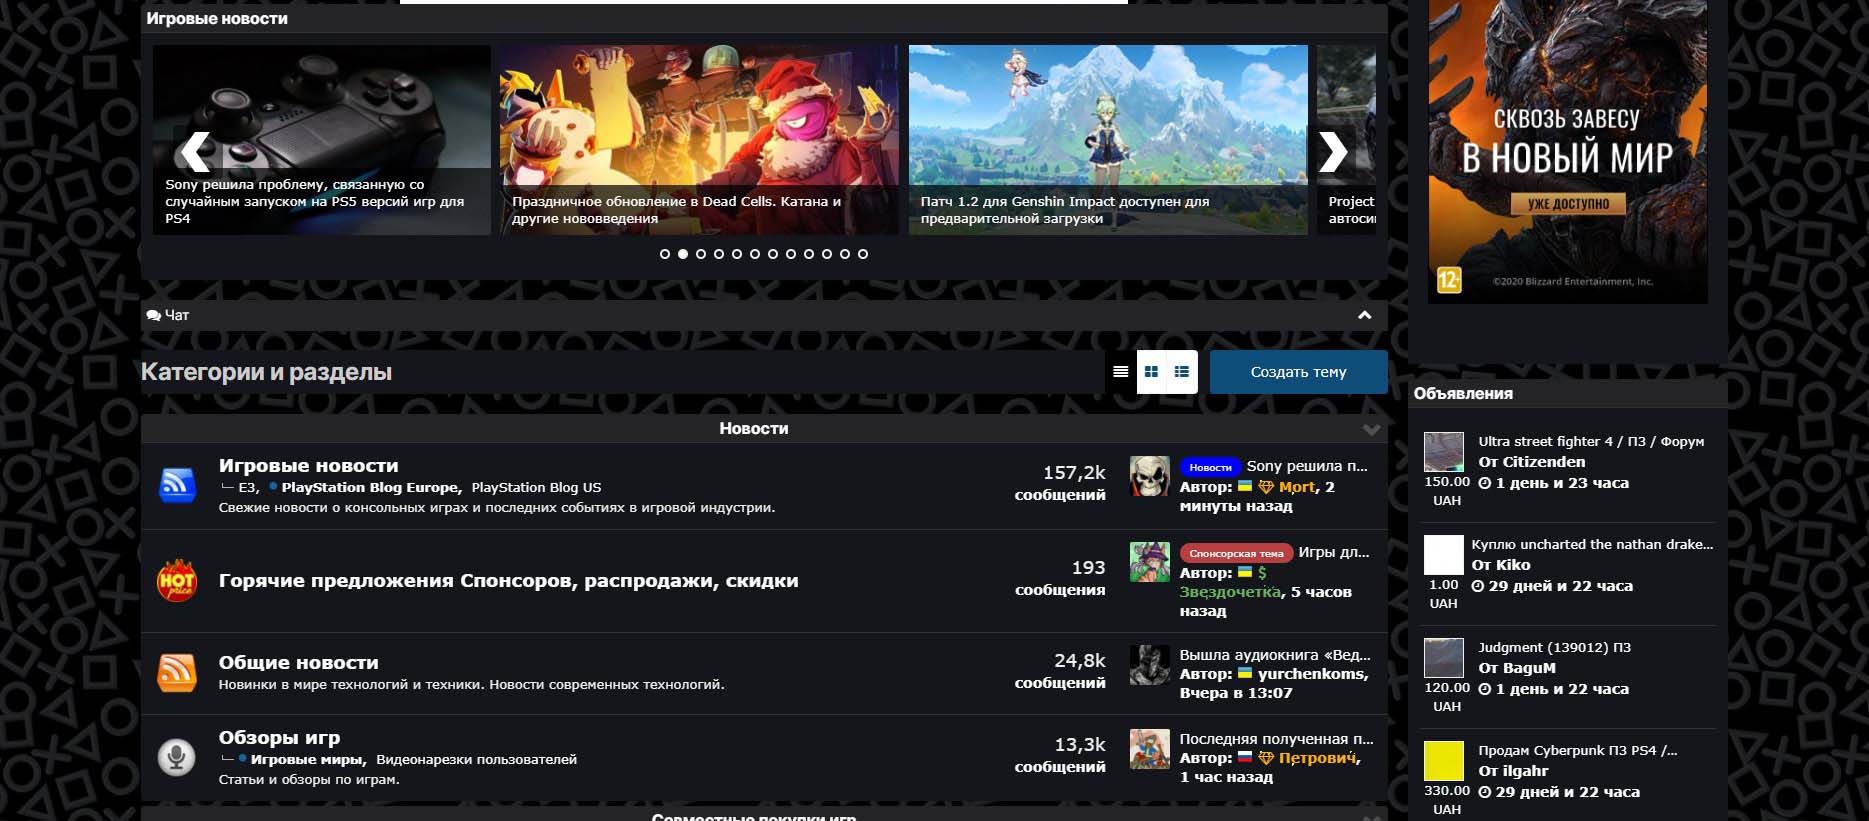 Игровые новости
Sony решила проблему, связанную со
случайным запуском на PS5 версий игр для
PS4
Праздничное обновление в Dead Cells. Катана и
другие нововведения
Патч 1.2 для Genshin Impact доступен для
предварительной загрузки
Project
Чат
Категории и разделы
Создать тему
Новости
Игровые новости
E3, PlayStation Blog Europe, PlayStation Blog US
Свежие новости о консольных играх и последних событиях в игровой индустрии.
157,2k
сообщений
Новости Sony решила п...
Автор: Mort, 2
минуты назад
HOT
price
Горячие предложения Спонсоров, распродажи, скидки
193
сообщения
Спонсорская тема Игры дл...
Автор: $
Звездочетка, 5 часов
назад
Общие новости
Новинки в мире технологий и техники. Новости современных технологий.
24,8k
сообщений
Вышла аудиокнига «Вед...
Автор: yurchenkoms,
Вчера в 13:07
Обзоры игр
Игровые миры, Видеонарезки пользователей
Статьи и обзоры по играм.
13,3k
сообщений
Последняя полученная п...
Автор: Петрович,
1 час назад
Совместные покупки игр
СКВОЗЬ ЗАВЕСУ
В НОВЫЙ МИР
УЖЕ ДОСТУПНО
12+
©2020 Blizzard Entertainment, Inc.
Объявления
Ultra street fighter 4 / П3 / Форум
От Citizenden
150.00
UAH
1 день и 23 часа
Куплю uncharted the nathan drake...
От Kiko
1.00
UAH
29 дней и 22 часа
Judgment (139012) П3
От BaguM
120.00
UAH
1 день и 22 часа
Продам Cyberpunk П3 PS4 /...
От ilgahr
330.00
UAH
29 дней и 22 часа